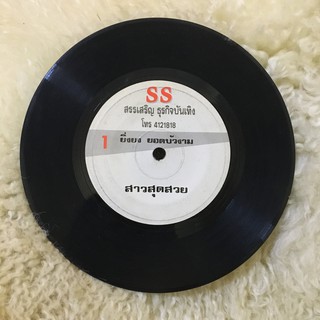 SS
สรรเสริญ ธุรกิจบันเทิง
โทร 4121818
1 ยิ่งยง ยอดบัวงาม
สาวสุดสวย